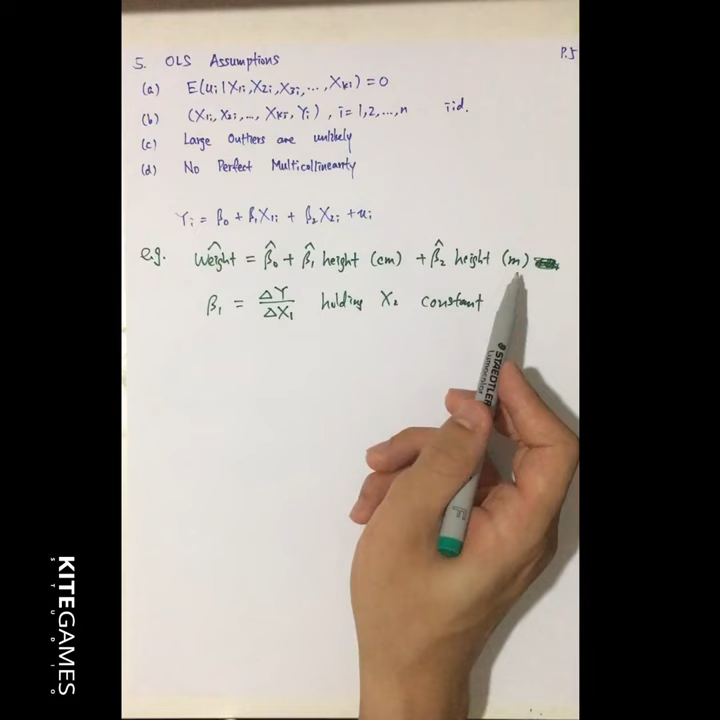 5. OLS Assumptions P.5
(a) E(ui | X1i, X2i, X3i, ..., Xki) = 0
(b) (X1i, X2i, ..., Xki, Yi), i = 1,2,...,n iid.
(c) Large Outliers are unlikely
(d) No Perfect Multicollinearity
Yi = β0 + β1X1i + β2X2i + ui
e.g. Weight̂ = β̂0 + β̂1 height (cm) + β̂2 height (m)
β1 = ΔY/ΔX1 holding X2 constant
STAEDTLER
Lumocolor
KITEGAMES
STUDIO